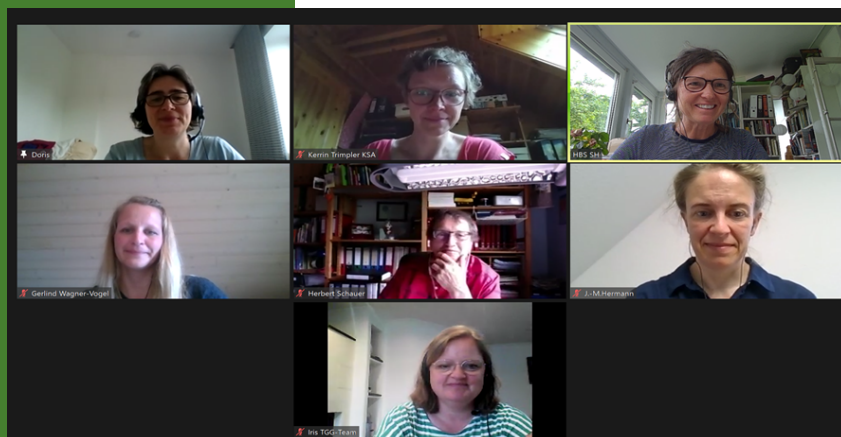 Doris
Kerrin Trimpler KSA
HBS SH
Gerlind Wagner-Vogel
Herbert Schauer
J.-M.Hermann
Iris TGG-Team